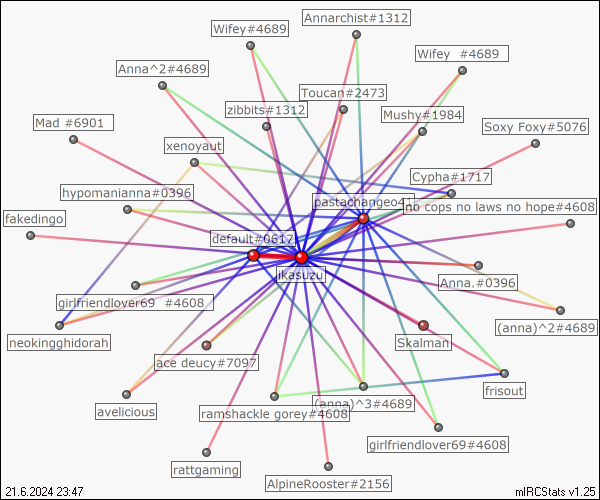 Annarchist#1312
Wifey#4689
Wifey  #4689
Anna^2#4689
Toucan#2473
zibbits#1312
Mushy#1984
Mad #6901
Soxy Foxy#5076
xenoyaut
Cypha#1717
hypomanianna#0396
pastachangeo41
no cops no laws no hope#4608
fakedingo
default#0617
ikasuzu
Anna.#0396
girlfriendlover69  #4608
(anna)^2#4689
neokingghidorah
Skalman
ace deucy#7097
frisout
avelicious
ramshackle gorey#4608
(anna)^3#4689
girlfriendlover69#4608
rattgaming
AlpineRooster#2156
21.6.2024 23:47
mIRCStats v1.25